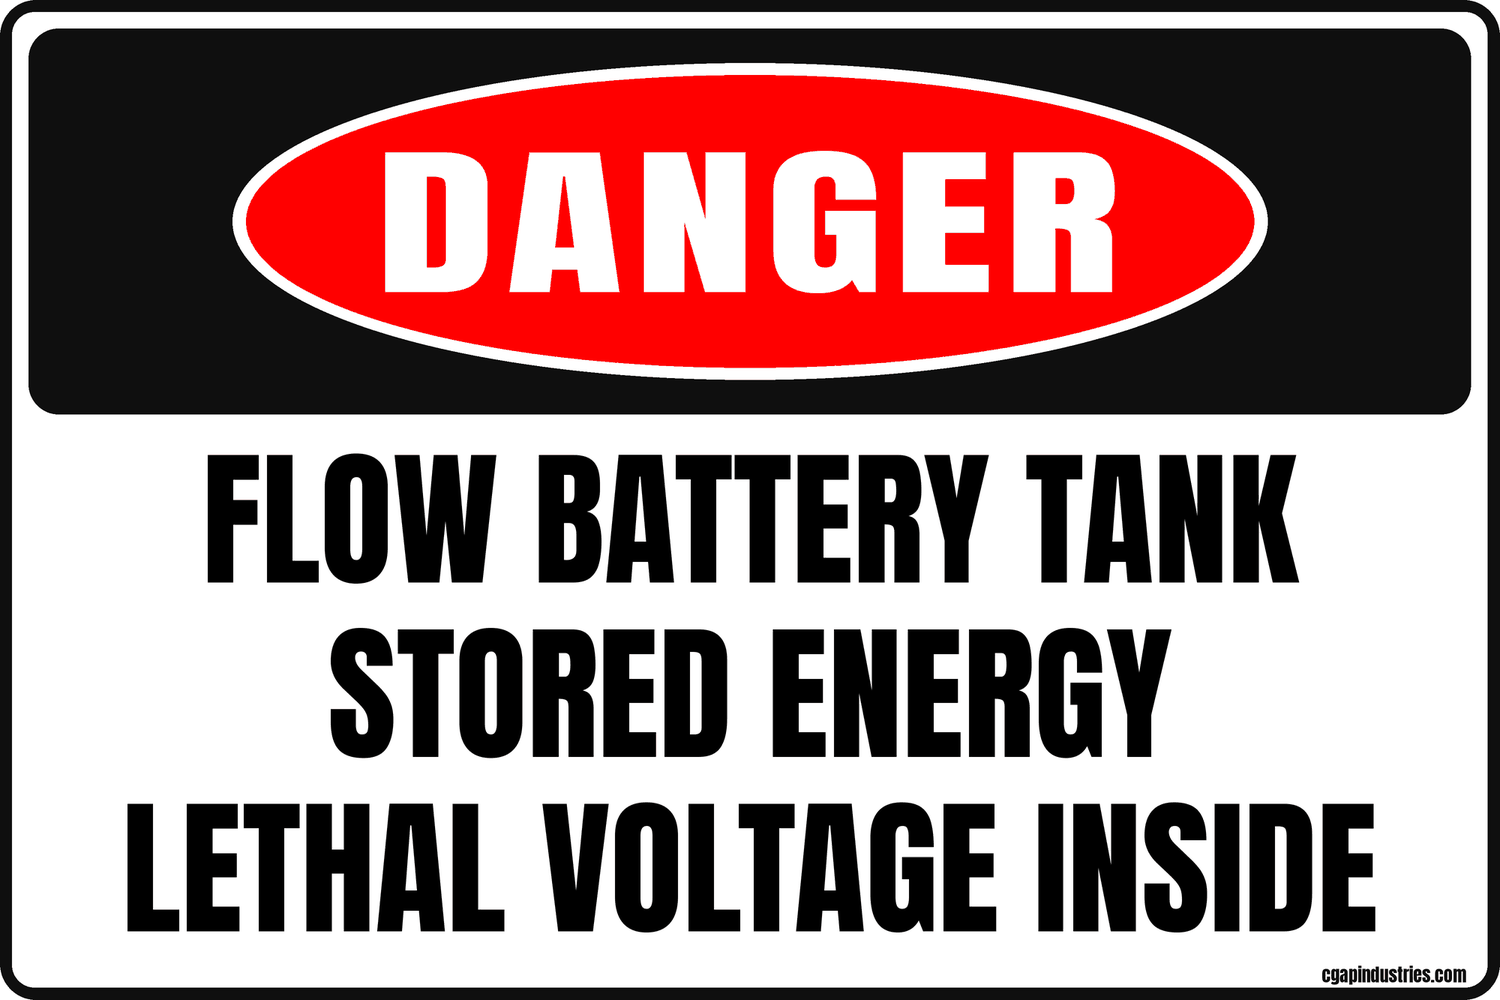 DANGER
FLOW BATTERY TANK
STORED ENERGY
LETHAL VOLTAGE INSIDE
cgapindustries.com